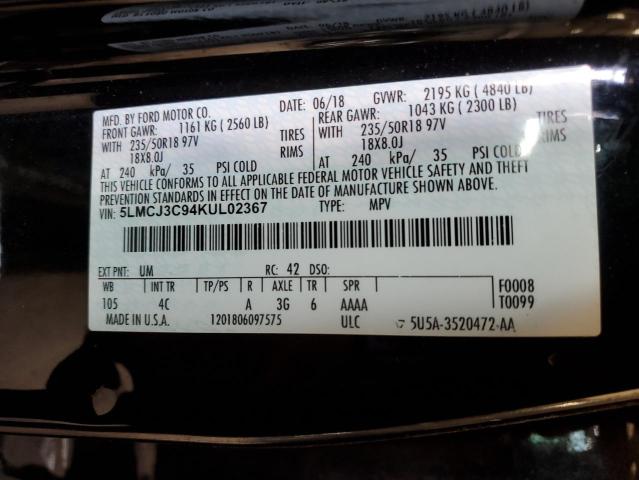 MFD. BY FORD MOTOR CO.
DATE: 06/18 GVWR: 2195 KG ( 4840 LB)
FRONT GAWR: 1161 KG ( 2560 LB)
REAR GAWR: 1043 KG ( 2300 LB)
WITH 235/50R18 97V TIRES
WITH 235/50R18 97V TIRES
18X8.0J RIMS
18X8.0J RIMS
AT 240 kPa/ 35 PSI COLD
AT 240 kPa/ 35 PSI COLD
THIS VEHICLE CONFORMS TO ALL APPLICABLE FEDERAL MOTOR VEHICLE SAFETY AND THEFT
PREVENTION STANDARDS IN EFFECT ON THE DATE OF MANUFACTURE SHOWN ABOVE.
VIN: 5LMCJ3C94KUL02367 TYPE: MPV
EXT PNT: UM RC: 42 DSO:
WB INT TR TP/PS R AXLE TR SPR
105 4C A 3G 6 AAAA
F0008
T0099
MADE IN U.S.A. 1201806097575 ULC 5U5A-3520472-AA